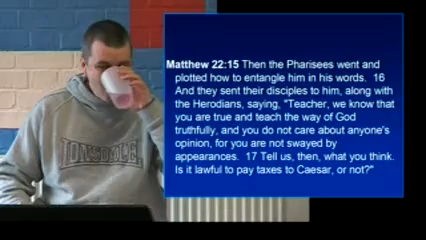 Matthew 22:15 Then the Pharisees went and
plotted how to entangle him in his words.  16
And they sent their disciples to him, along with
the Herodians, saying, "Teacher, we know that
you are true and teach the way of God
truthfully, and you do not care about anyone's
opinion, for you are not swayed by
appearances.  17 Tell us, then, what you think.
Is it lawful to pay taxes to Caesar, or not?"
LONSDALE